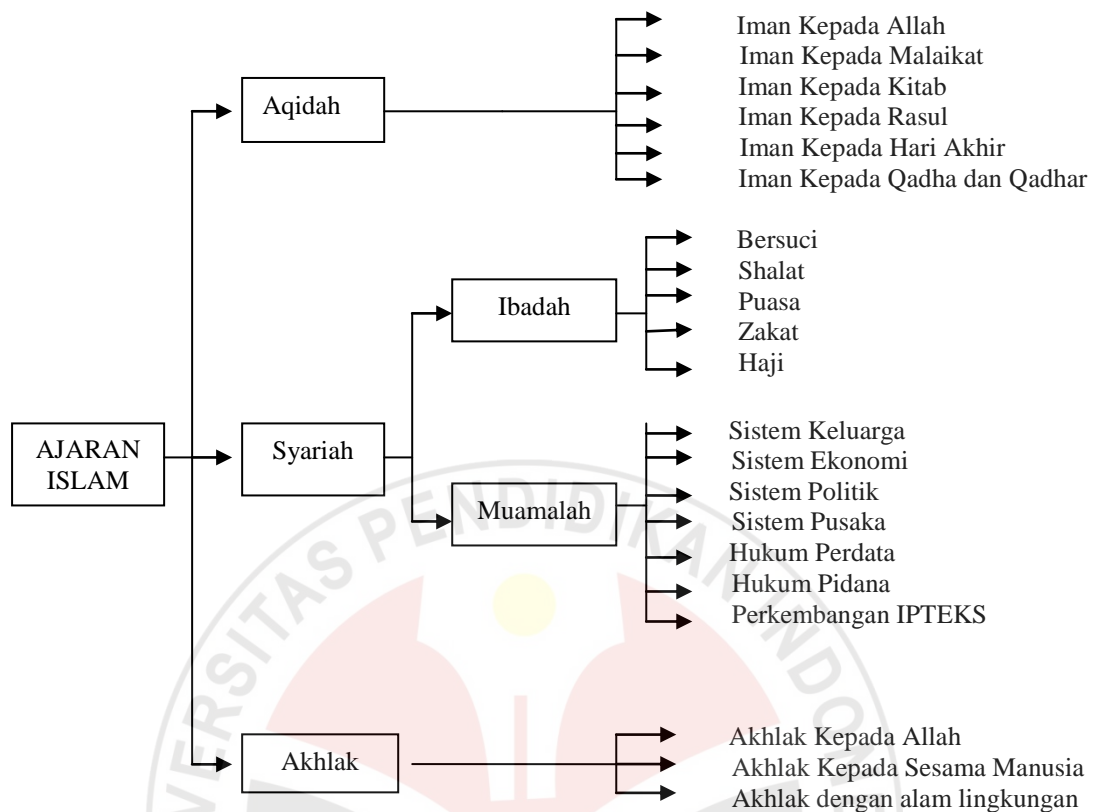 Iman Kepada Allah
Iman Kepada Malaikat
Aqidah
Iman Kepada Kitab
Iman Kepada Rasul
Iman Kepada Hari Akhir
Iman Kepada Qadha dan Qadhar
Bersuci
Shalat
Ibadah
Puasa
Zakat
Haji
AJARAN
ISLAM
Syariah
Sistem Keluarga
Sistem Ekonomi
Sistem Politik
Muamalah
Sistem Pusaka
Hukum Perdata
Hukum Pidana
Perkembangan IPTEKS
Akhlak
Akhlak Kepada Allah
Akhlak Kepada Sesama Manusia
Akhlak dengan alam lingkungan
PENDIDIKAN